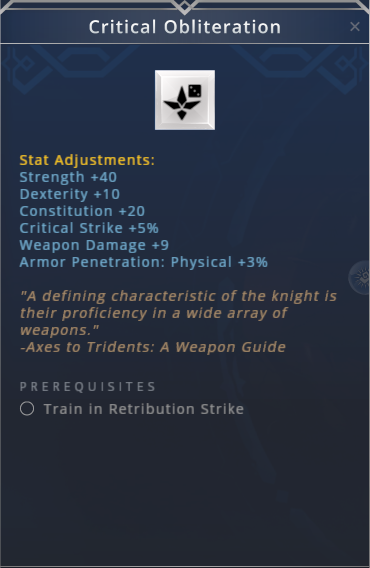 Critical Obliteration
Stat Adjustments:
Strength +40
Dexterity +10
Constitution +20
Critical Strike +5%
Weapon Damage +9
Armor Penetration: Physical +3%
"A defining characteristic of the knight is
their proficiency in a wide array of
weapons."
-Axes to Tridents: A Weapon Guide
PREREQUISITES
Train in Retribution Strike